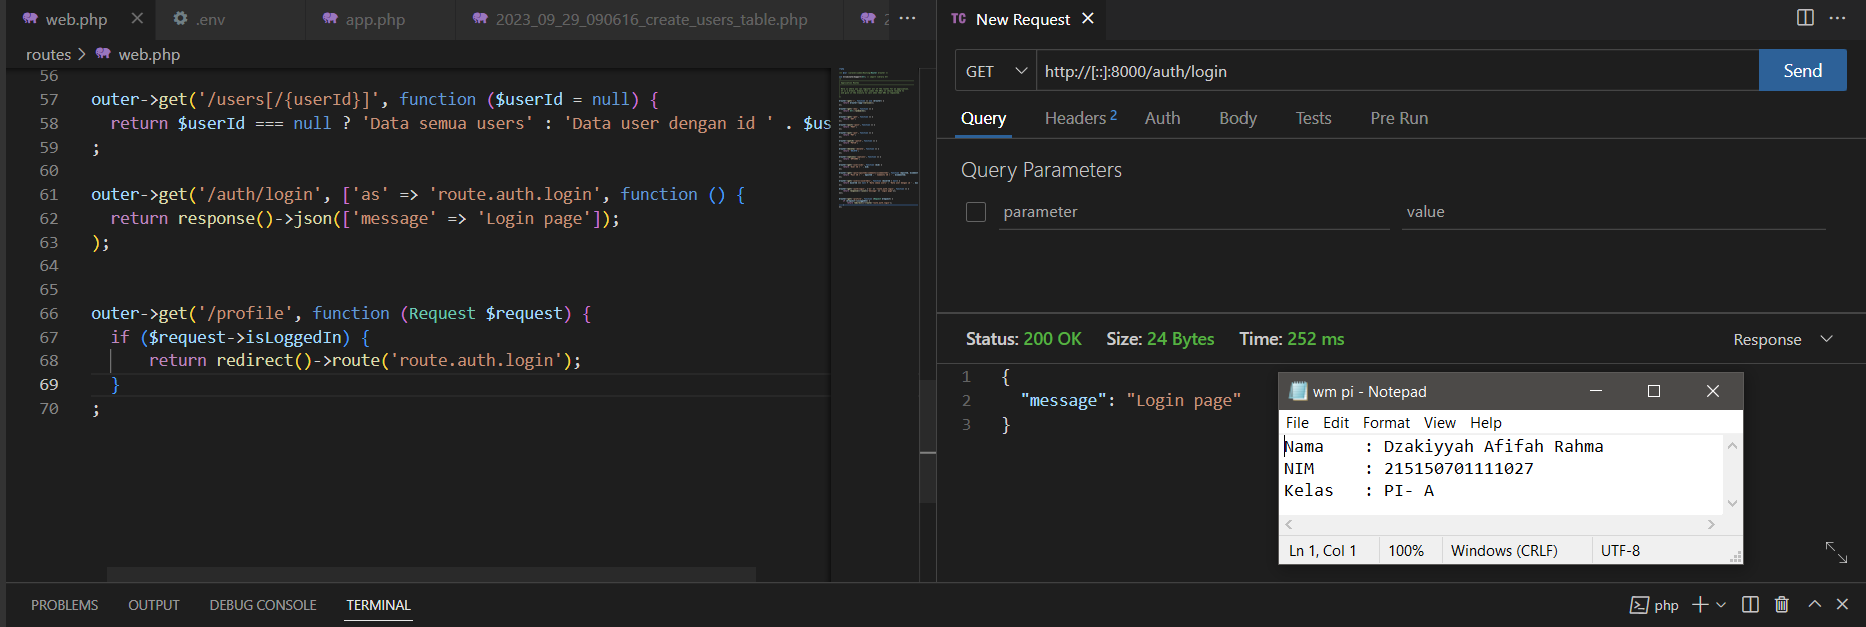 web.php
.env
app.php
2023_09_29_090616_create_users_table.php
2
routes > web.php
56
57 outer->get('/users[/{userId}]', function ($userId = null) {
58 return $userId === null ? 'Data semua users' : 'Data user dengan id ' . $us
59 ;
60
61 outer->get('/auth/login', ['as' => 'route.auth.login', function () {
62 return response()->json(['message' => 'Login page']);
63 );
64
65
66 outer->get('/profile', function (Request $request) {
67 if ($request->isLoggedIn) {
68 return redirect()->route('route.auth.login');
69 }
70 ;
TC New Request
GET http://[::]:8000/auth/login Send
Query Headers 2 Auth Body Tests Pre Run
Query Parameters
parameter value
Status: 200 OK Size: 24 Bytes Time: 252 ms Response
1 {
2 "message": "Login page"
3 }
wm pi - Notepad
File Edit Format View Help
Nama : Dzakiyyah Afifah Rahma
NIM : 215150701111027
Kelas : PI- A
Ln 1, Col 1 100% Windows (CRLF) UTF-8
PROBLEMS OUTPUT DEBUG CONSOLE TERMINAL php